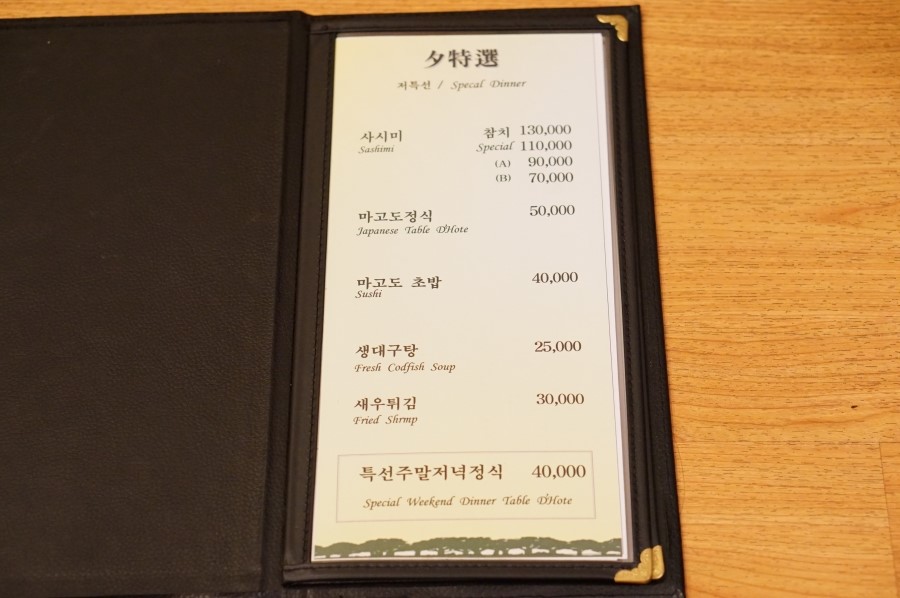 夕特選
저특선 / Specal Dinner
사시미 참치 130,000
Sashimi Special 110,000
(A) 90,000
(B) 70,000
마고도정식 50,000
Japanese Table D'Hote
마고도 초밥 40,000
Sushi
생대구탕 25,000
Fresh Codfish Soup
새우튀김 30,000
Fried Shrmp
특선주말저녁정식 40,000
Special Weekend Dinner Table D'Hote